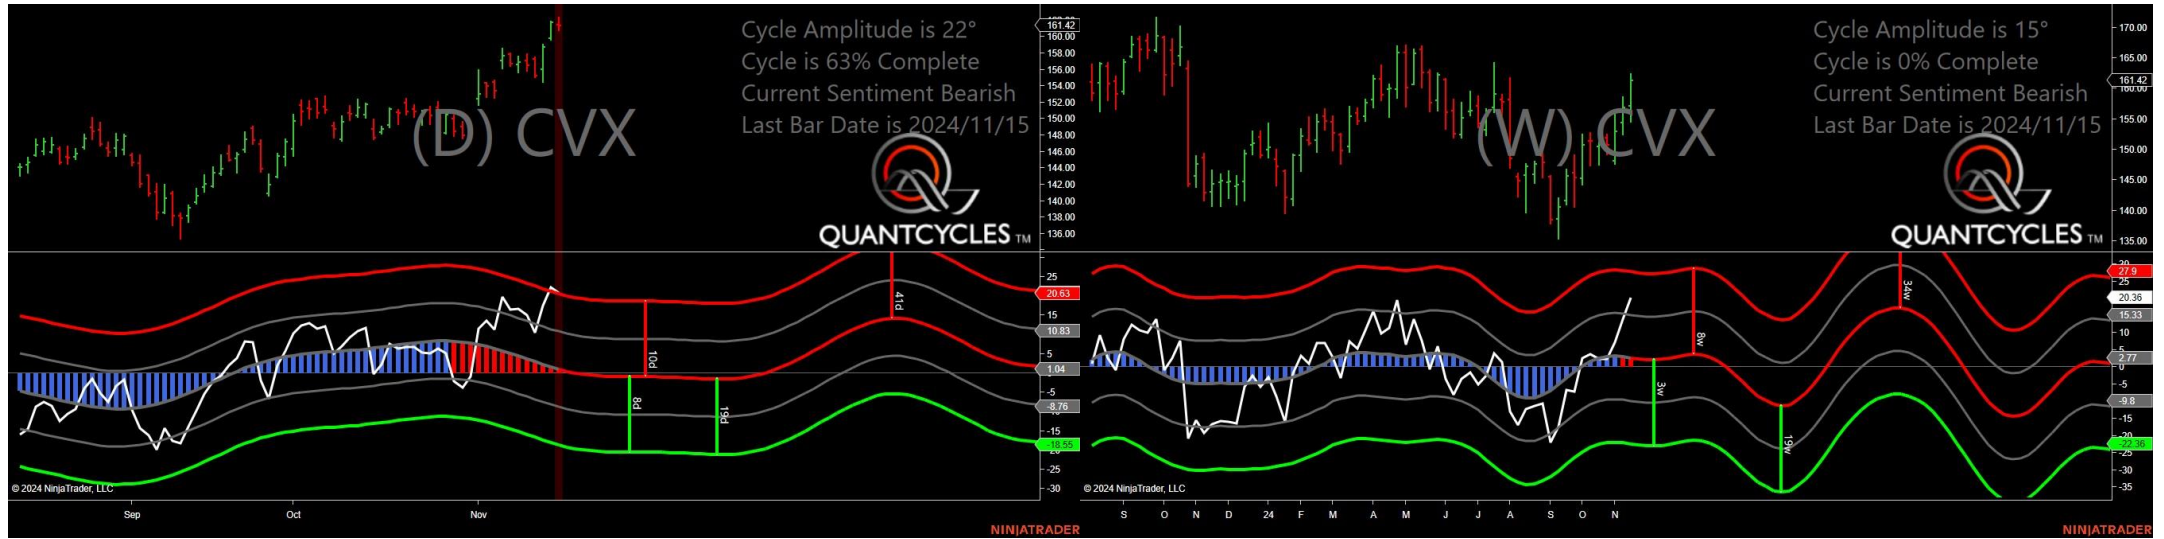 Cycle Amplitude is 22°
Cycle is 63% Complete
Current Sentiment Bearish
Last Bar Date is 2024/11/15
(D) CVX
QUANTCYCLES TM
161.42
160.00
158.00
156.00
154.00
152.00
150.00
148.00
146.00
144.00
142.00
140.00
138.00
136.00
25
20.63
15
10.83
5
1.04
-5
-8.76
-15
-18.55
-25
-30
10d
8d
19d
41d
© 2024 NinjaTrader, LLC
Sep Oct Nov
NINJATRADER
Cycle Amplitude is 15°
Cycle is 0% Complete
Current Sentiment Bearish
Last Bar Date is 2024/11/15
(W) CVX
QUANTCYCLES TM
170.00
165.00
161.42
160.00
155.00
150.00
145.00
140.00
135.00
27.9
20.36
15.33
10
5
2.77
0
-5
-9.8
-15
-22.36
-25
-30
-35
8w
3w
19w
34w
© 2024 NinjaTrader, LLC
S O N D 24 F M A M J J A S O N
NINJATRADER